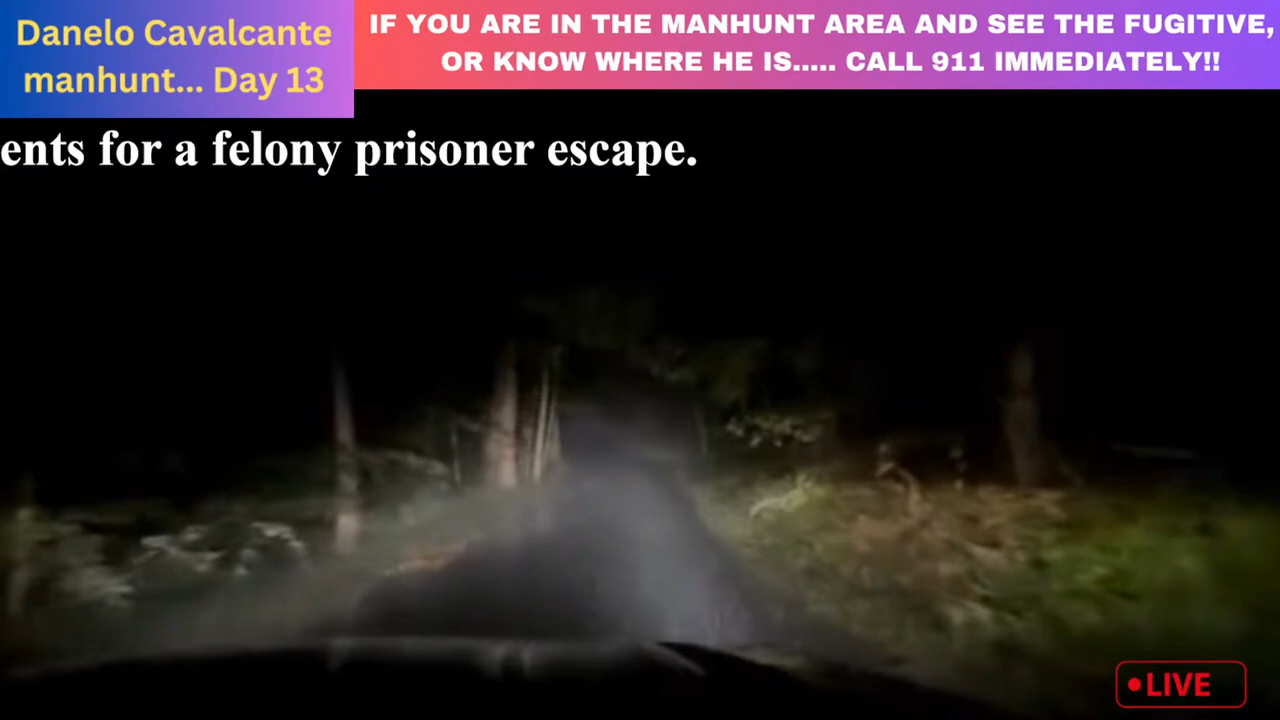 Danelo Cavalcante
manhunt... Day 13
IF YOU ARE IN THE MANHUNT AREA AND SEE THE FUGITIVE,
OR KNOW WHERE HE IS..... CALL 911 IMMEDIATELY!!
ents for a felony prisoner escape.
LIVE